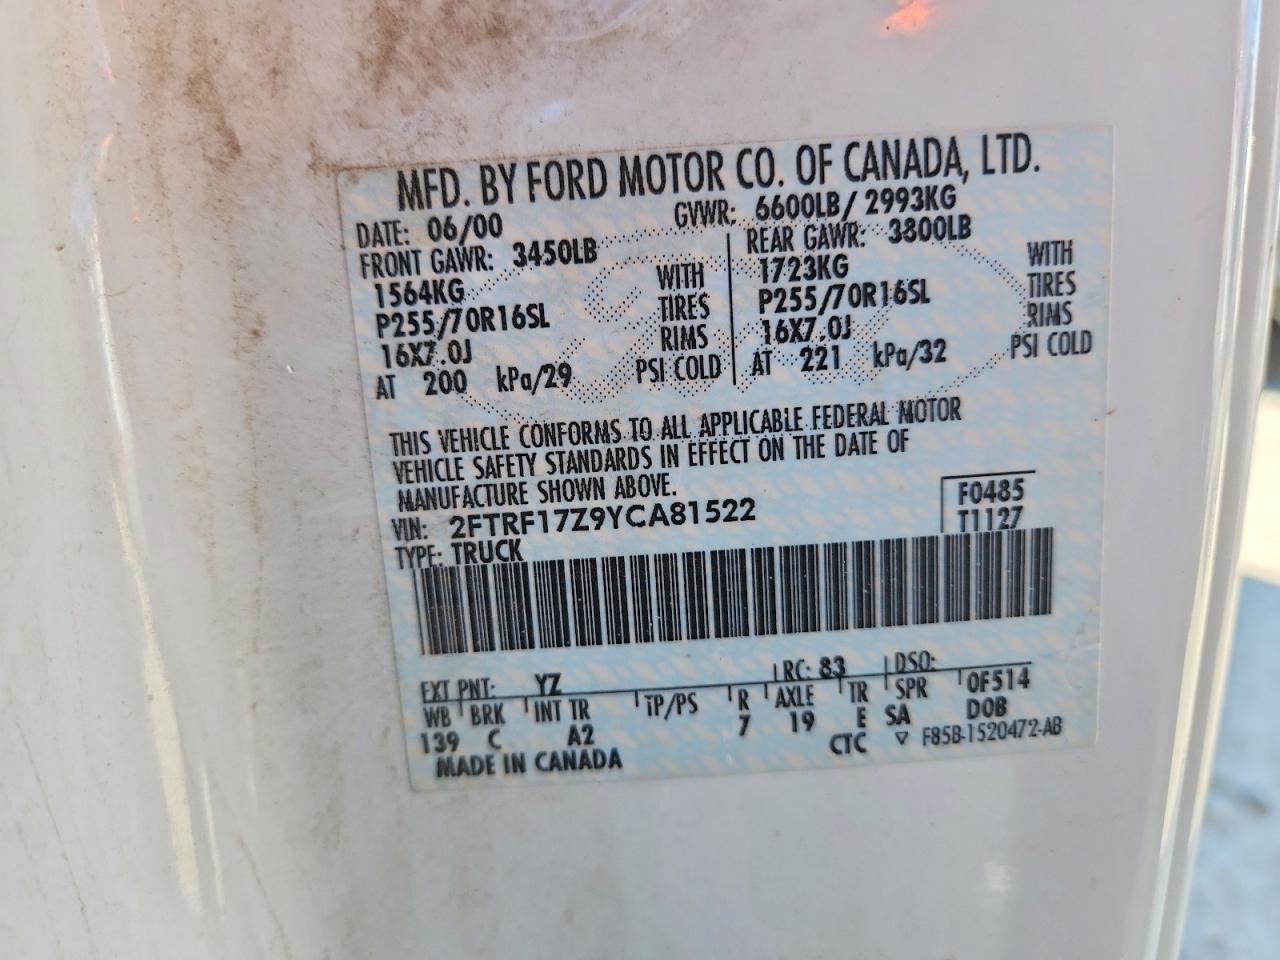 MFD. BY FORD MOTOR CO. OF CANADA, LTD.
DATE: 06/00 GVWR: 6600LB/ 2993KG
FRONT GAWR: 3450LB REAR GAWR: 3800LB
1564KG WITH 1723KG WITH
P255/70R16SL TIRES P255/70R16SL TIRES
16X7.0J RIMS 16X7.0J RIMS
AT 200 kPa/29 PSI COLD AT 221 kPa/32 PSI COLD
THIS VEHICLE CONFORMS TO ALL APPLICABLE FEDERAL MOTOR
VEHICLE SAFETY STANDARDS IN EFFECT ON THE DATE OF
MANUFACTURE SHOWN ABOVE.
VIN: 2FTRF17Z9YCA81522 F0485
TYPE: TRUCK T1127
EXT PNT: YZ RC: 83 DSO:
WB BRK INT TR TP/PS R AXLE TR SPR 0F514
139 C A2 7 19 E SA DOB
MADE IN CANADA CTC ▽ F85B-1520472-AB